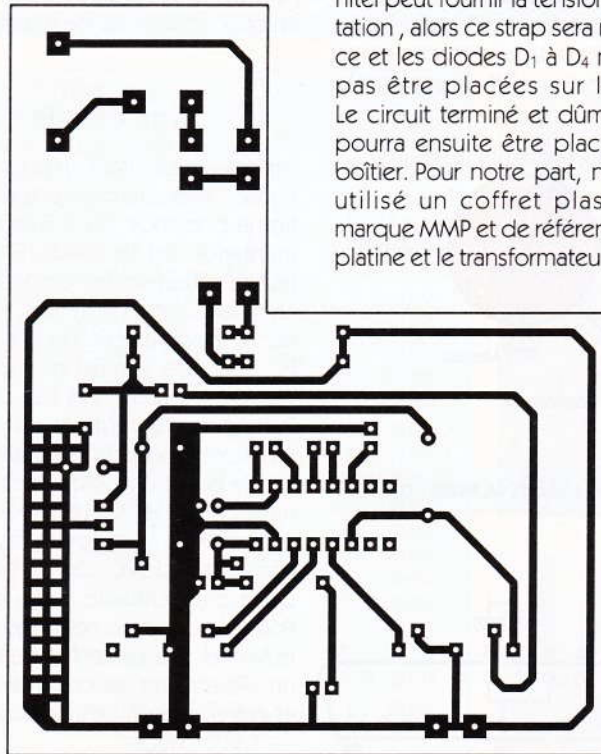 nitel peut fournir la tension
tation , alors ce strap sera
ce et les diodes D₁ à D₄
pas être placées sur
Le circuit terminé et dûm
pourra ensuite être plac
boîtier. Pour notre part,
utilisé un coffret plas
marque MMP et de référen
platine et le transformateu